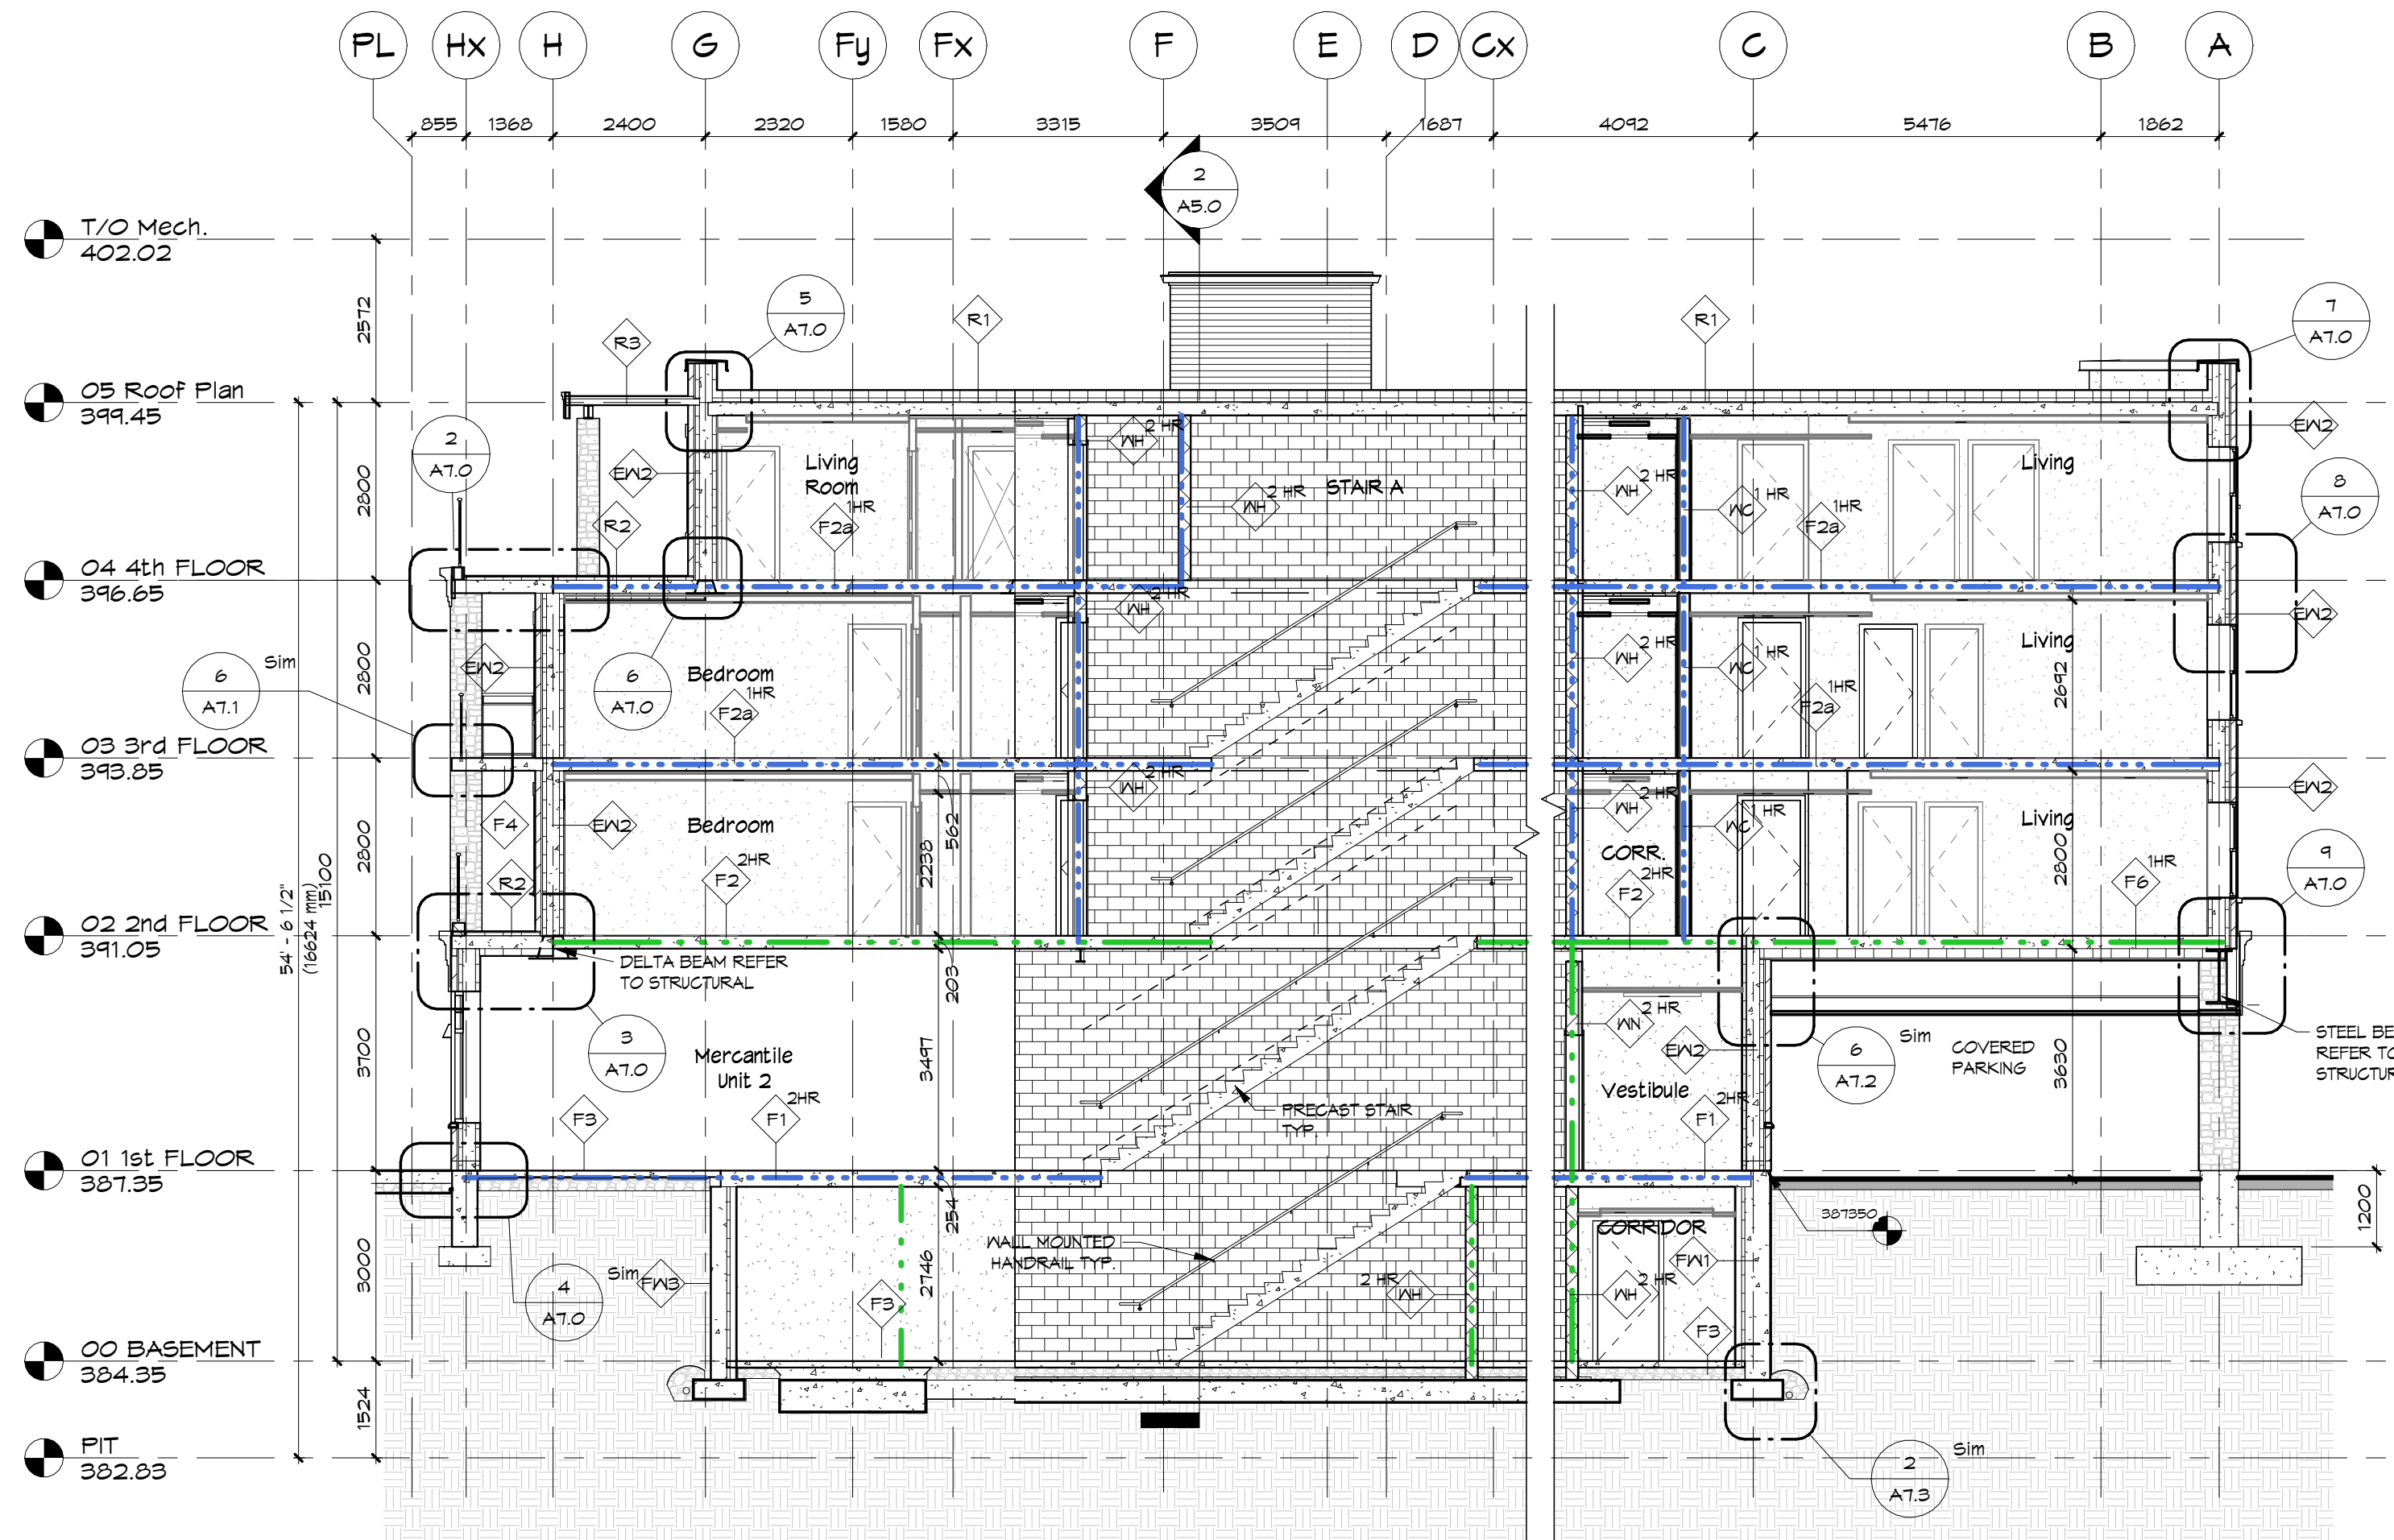 PL Hx H G Fy Fx F E D Cx C B A
855 1368 2400 2320 1580 3315 3509 1687 4092 5476 1862
2
A5.0
T/O Mech.
402.02
2572
5
A7.0
R1
R1
7
A7.0
R3
05 Roof Plan
399.45
2
A7.0
EW2
Living
Room
WH
2 HR
WH
2 HR
STAIR A
WH
2 HR
WC
1 HR
Living
EW2
8
A7.0
2800
R2
F2a
1HR
F2a
1HR
04 4th FLOOR
396.65
WH
2 HR
EW2
6
A7.1
Sim
EW2
6
A7.0
Bedroom
F2a
1HR
WH
2 HR
WC
1 HR
F2a
1HR
Living
2692
2800
03 3rd FLOOR
393.85
WH
2 HR
EW2
F4
EW2
Bedroom
562
WH
2 HR
WC
1 HR
Living
2800
9
A7.0
R2
F2
2HR
2238
CORR.
F2
2HR
2800
F6
1HR
54' - 6 1/2"
(16624 mm)
15100
02 2nd FLOOR
391.05
DELTA BEAM REFER
TO STRUCTURAL
203
3
A7.0
Mercantile
Unit 2
3497
3700
WN
2 HR
EW2
Vestibule
6
A7.2
Sim
COVERED
PARKING
3630
STEEL BE
REFER TO
STRUCTUR
F3
F1
2HR
PRECAST STAIR
TYP.
F1
2HR
01 1st FLOOR
387.35
254
387350
1200
3000
Sim
FW3
4
A7.0
F3
2746
WALL MOUNTED
HANDRAIL TYP.
2 HR
WH
CORRIDOR
FW1
WH
2 HR
F3
00 BASEMENT
384.35
1524
PIT
382.83
2
A7.3
Sim